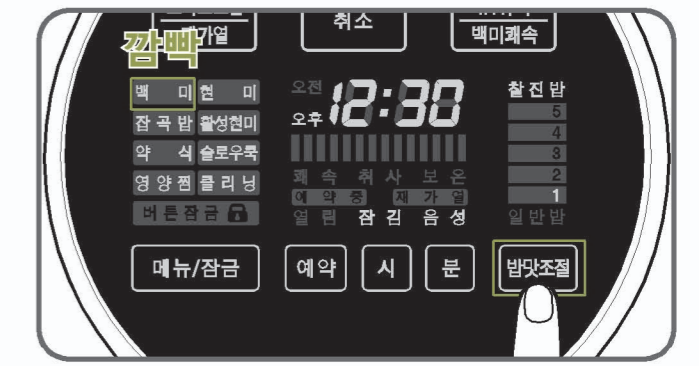 취소
백미쾌속
깜빡
백 미 현 미
잡곡밥 활성현미
약 식 슬로우쿡
영양찜 클리닝
버튼잠금
오전
오후 12:30
쾌속 취사 보온
예약중 재가열
열림 잠김 음성
찰진밥
5
4
3
2
1
일반밥
메뉴/잠금 예약 시 분 밥맛조절